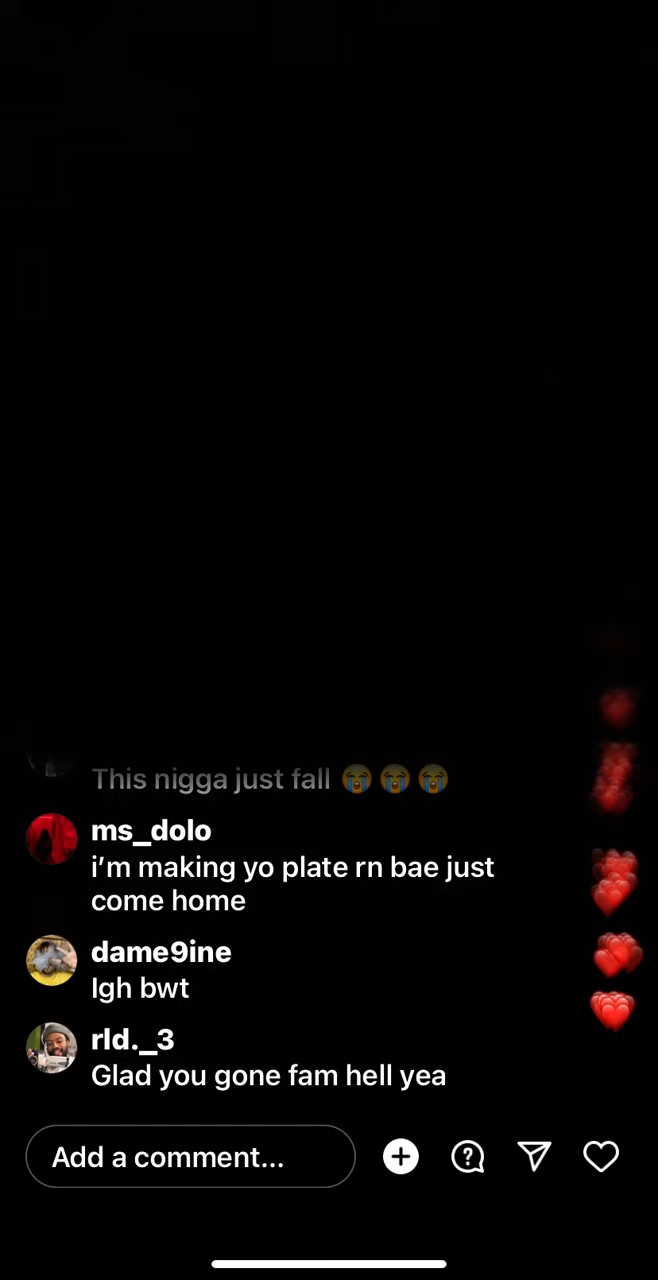 This nigga just fall 😭😭😭
ms_dolo
i'm making yo plate rn bae just
come home
dame9ine
Igh bwt
rld._3
Glad you gone fam hell yea
Add a comment...